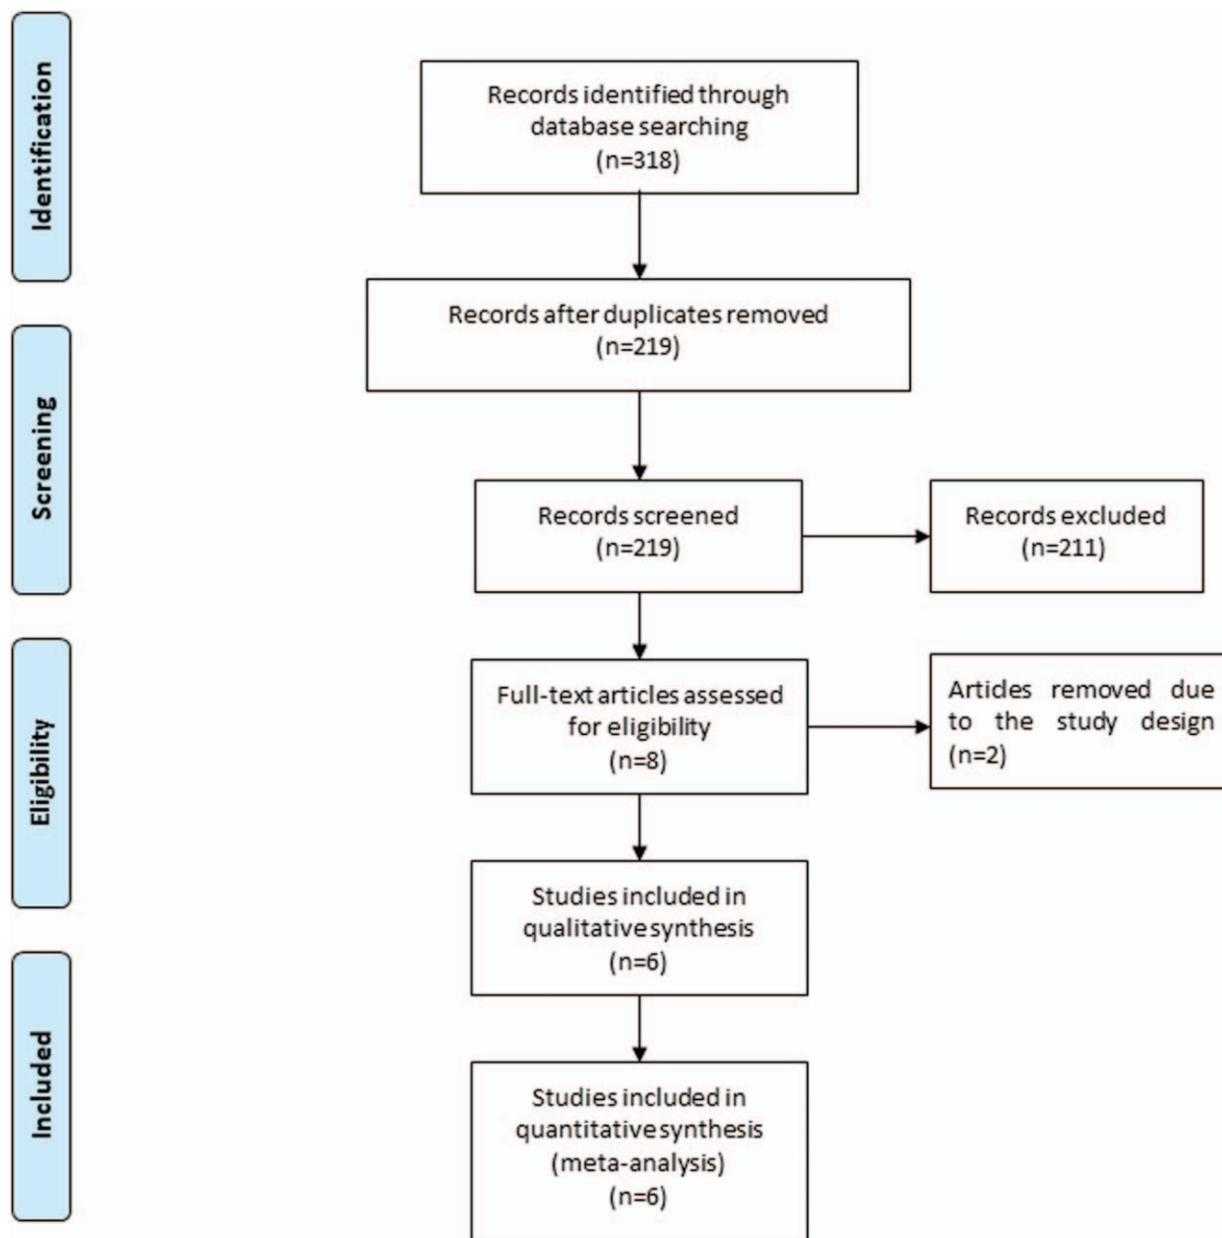 Identification
Records identified through
database searching
(n=318)
Records after duplicates removed
(n=219)
Screening
Records screened
(n=219)
Records excluded
(n=211)
Eligibility
Full-text articles assessed
for eligibility
(n=8)
Articles removed due
to the study design
(n=2)
Studies included in
qualitative synthesis
(n=6)
Included
Studies included in
quantitative synthesis
(meta-analysis)
(n=6)